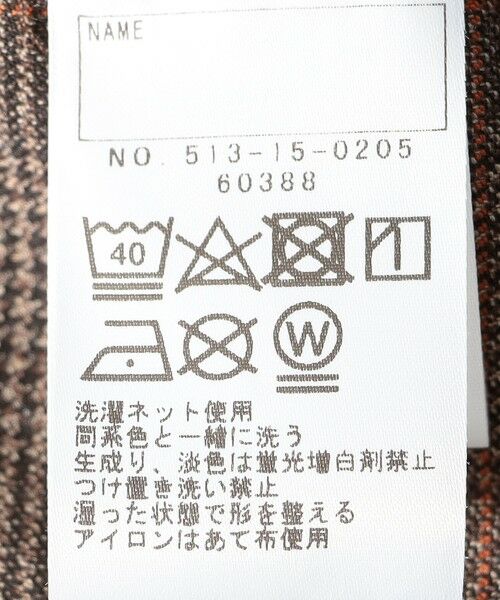 NAME
NO. 513-15-0205
60388
40
W
洗濯ネット使用
同系色と一緒に洗う
生成り、淡色は蛍光増白剤禁止
つけ置き洗い禁止
湿った状態で形を整える
アイロンはあて布使用